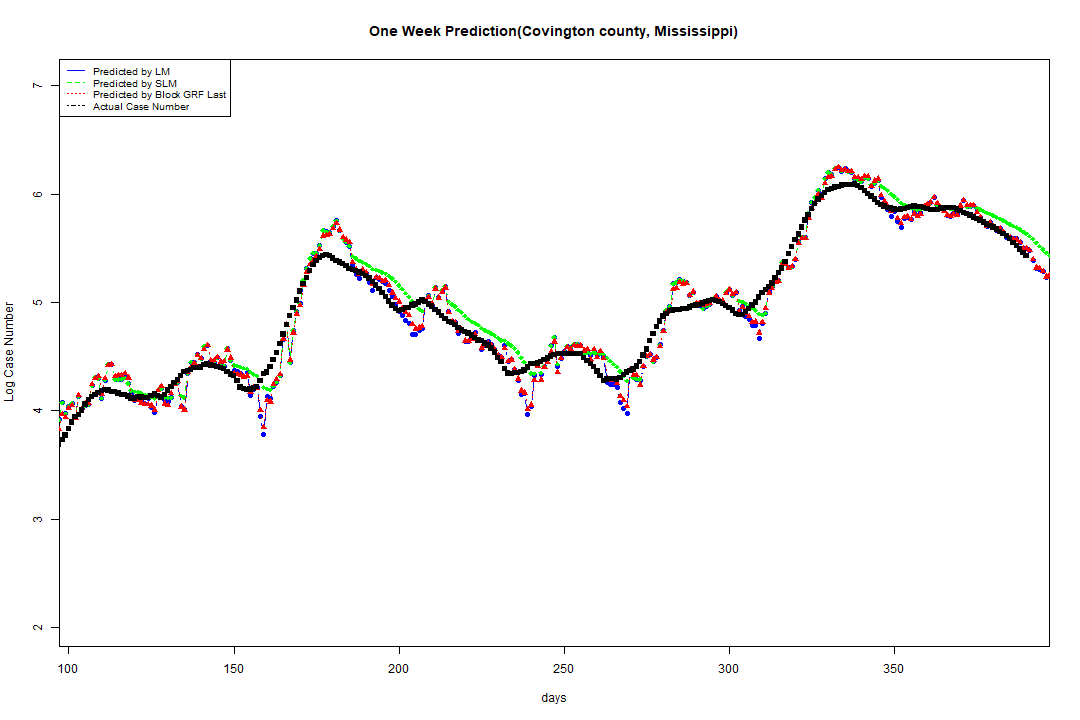 One Week Prediction(Covington county, Mississippi)
Predicted by LM
Predicted by SLM
Predicted by Block GRF Last
Actual Case Number
Log Case Number
7
6
5
4
3
2
100 150 200 250 300 350
days